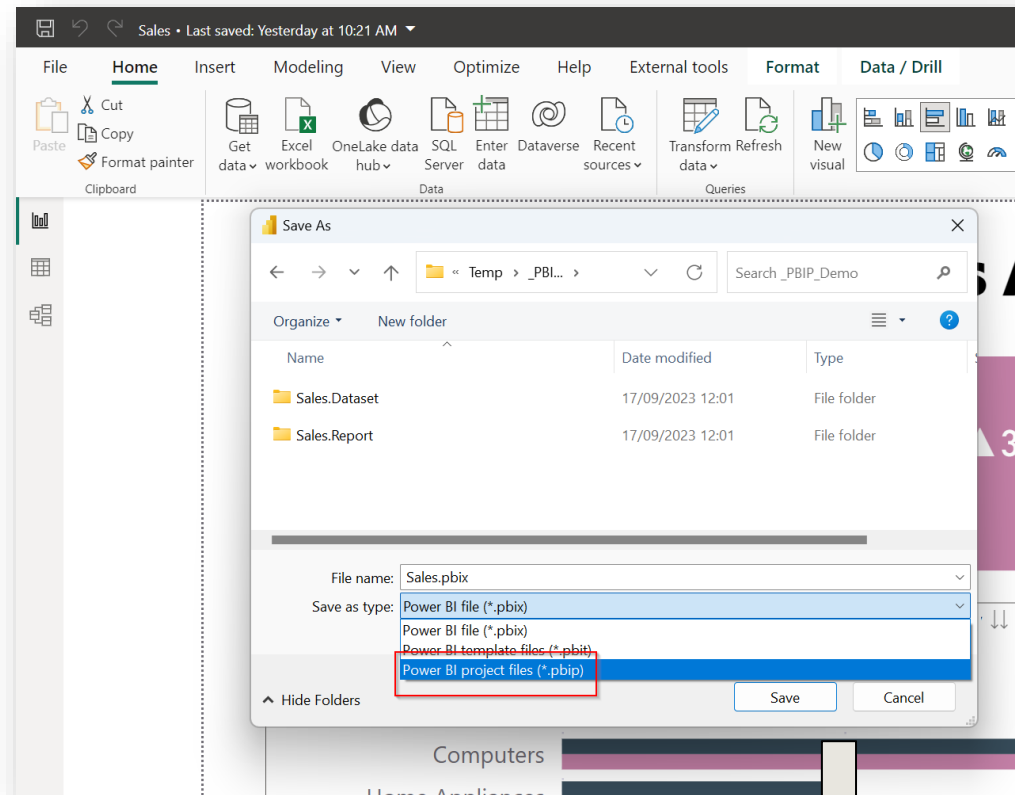 Sales • Last saved: Yesterday at 10:21 AM
File Home Insert Modeling View Optimize Help External tools Format Data / Drill
Paste
Cut
Copy
Format painter
Clipboard
Get data
Excel workbook
OneLake data hub
SQL Server
Enter data
Dataverse
Recent sources
Data
Transform data
Refresh
Queries
New visual
Save As
« Temp › _PBI... ›
Search _PBIP_Demo
Organize
New folder
?
Name Date modified Type
Sales.Dataset 17/09/2023 12:01 File folder
Sales.Report 17/09/2023 12:01 File folder
3
File name: Sales.pbix
Save as type: Power BI file (*.pbix)
Power BI file (*.pbix)
Power BI template files (*.pbit)
Power BI project files (*.pbip)
Hide Folders
Save
Cancel
Computers
Home Appliances